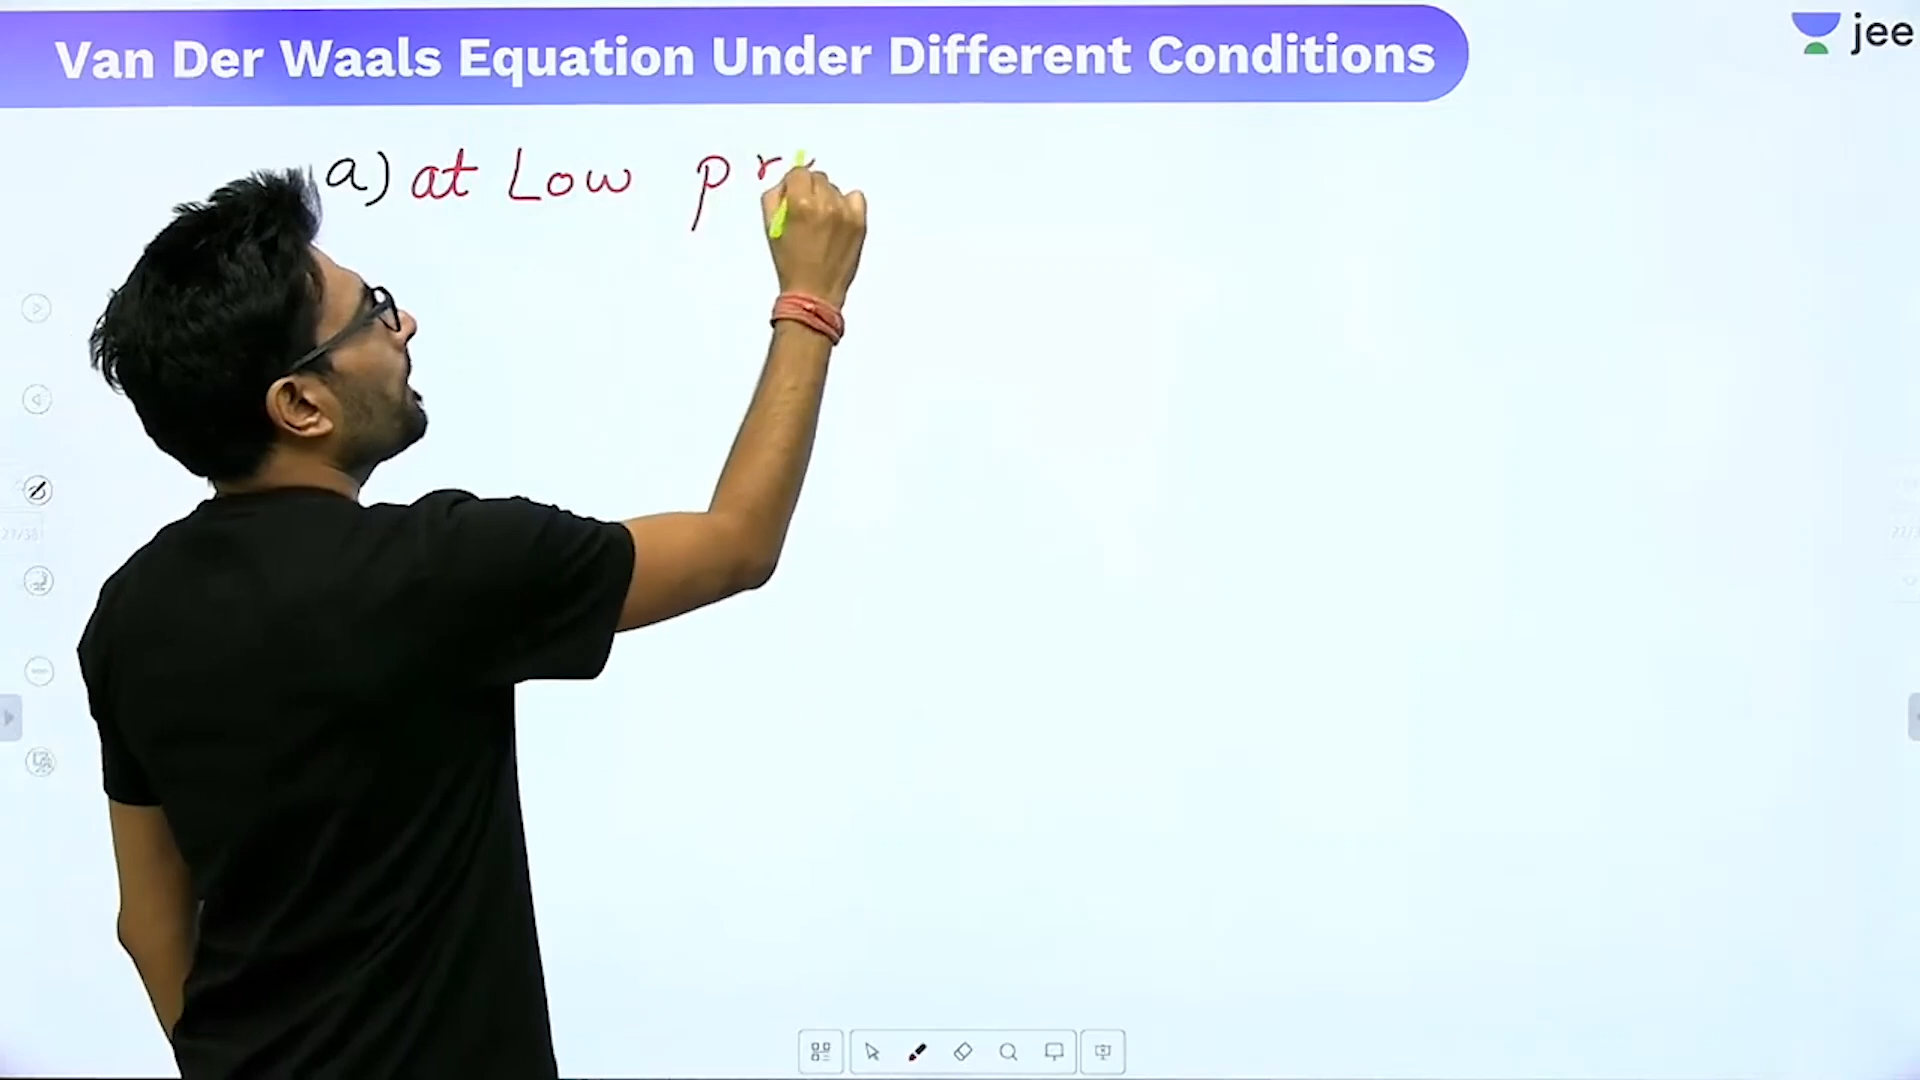 Van Der Waals Equation Under Different Conditions
jee
a) at Low pr